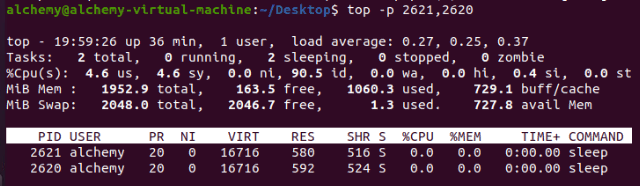 alchemy@alchemy-virtual-machine:~/Desktop$ top -p 2621,2620
top - 19:59:26 up 36 min,  1 user,  load average: 0.27, 0.25, 0.37
Tasks:   2 total,   0 running,   2 sleeping,   0 stopped,   0 zombie
%Cpu(s):  4.6 us,  4.6 sy,  0.0 ni, 90.5 id,  0.0 wa,  0.0 hi,  0.4 si,  0.0 st
MiB Mem :   1952.9 total,    163.5 free,   1060.3 used,    729.1 buff/cache
MiB Swap:   2048.0 total,   2046.7 free,      1.3 used.    727.8 avail Mem
PID USER      PR  NI    VIRT    RES    SHR S  %CPU  %MEM     TIME+ COMMAND
2621 alchemy   20   0   16716    580    516 S   0.0   0.0   0:00.00 sleep
2620 alchemy   20   0   16716    592    524 S   0.0   0.0   0:00.00 sleep